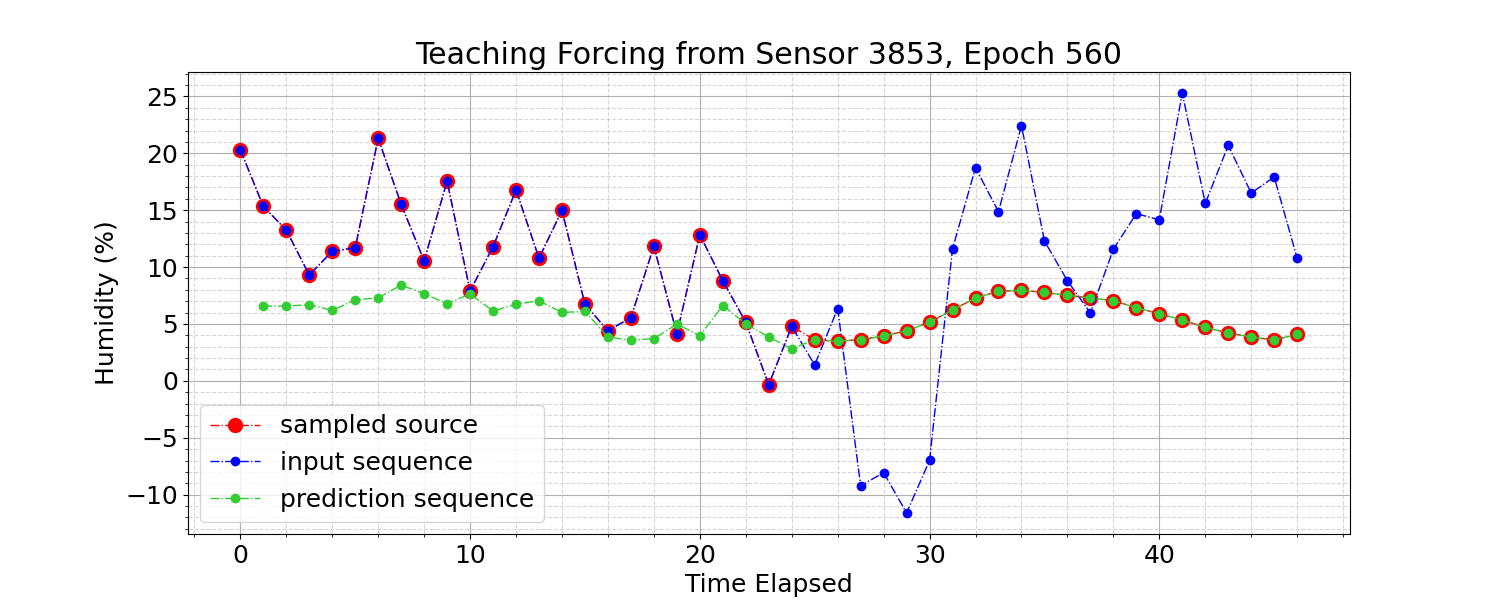 Teaching Forcing from Sensor 3853, Epoch 560
Humidity (%)
25
20
15
10
5
0
−5
−10
sampled source
input sequence
prediction sequence
0 10 20 30 40
Time Elapsed